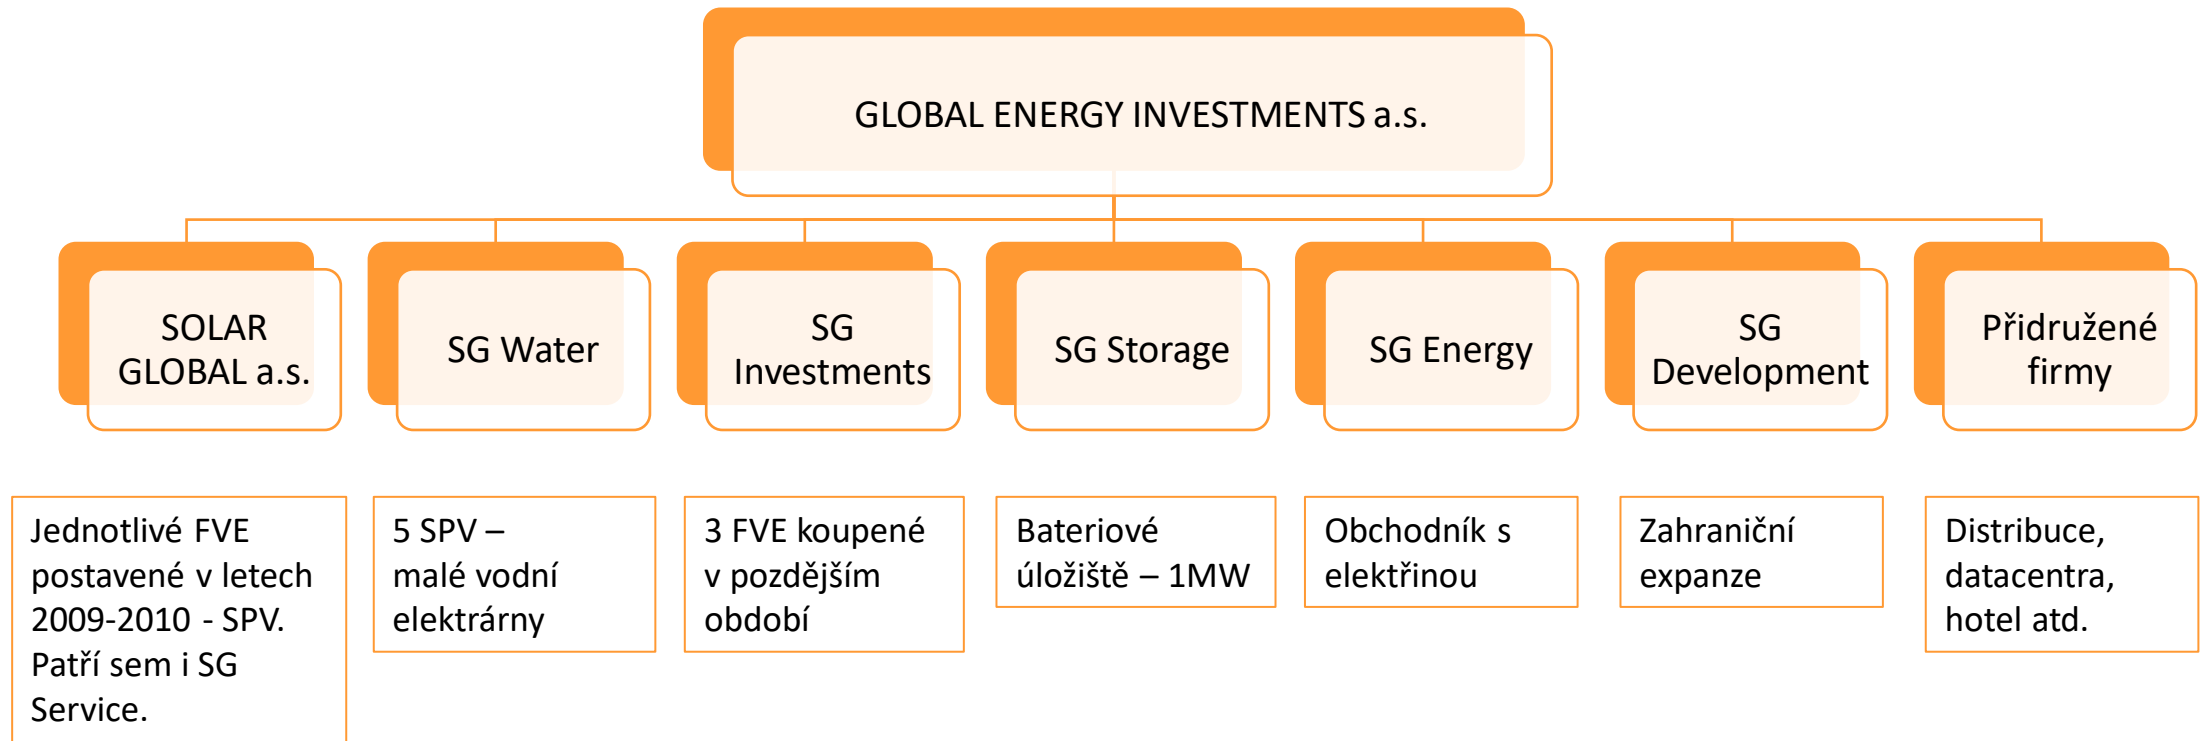 GLOBAL ENERGY INVESTMENTS a.s.
SOLAR
GLOBAL a.s.
SG Water
SG
Investments
SG Storage
SG Energy
SG
Development
Přidružené
firmy
Jednotlivé FVE
postavené v letech
2009-2010 - SPV.
Patří sem i SG
Service.
5 SPV –
malé vodní
elektrárny
3 FVE koupené
v pozdějším
období
Bateriové
úložiště – 1MW
Obchodník s
elektřinou
Zahraniční
expanze
Distribuce,
datacentra,
hotel atd.